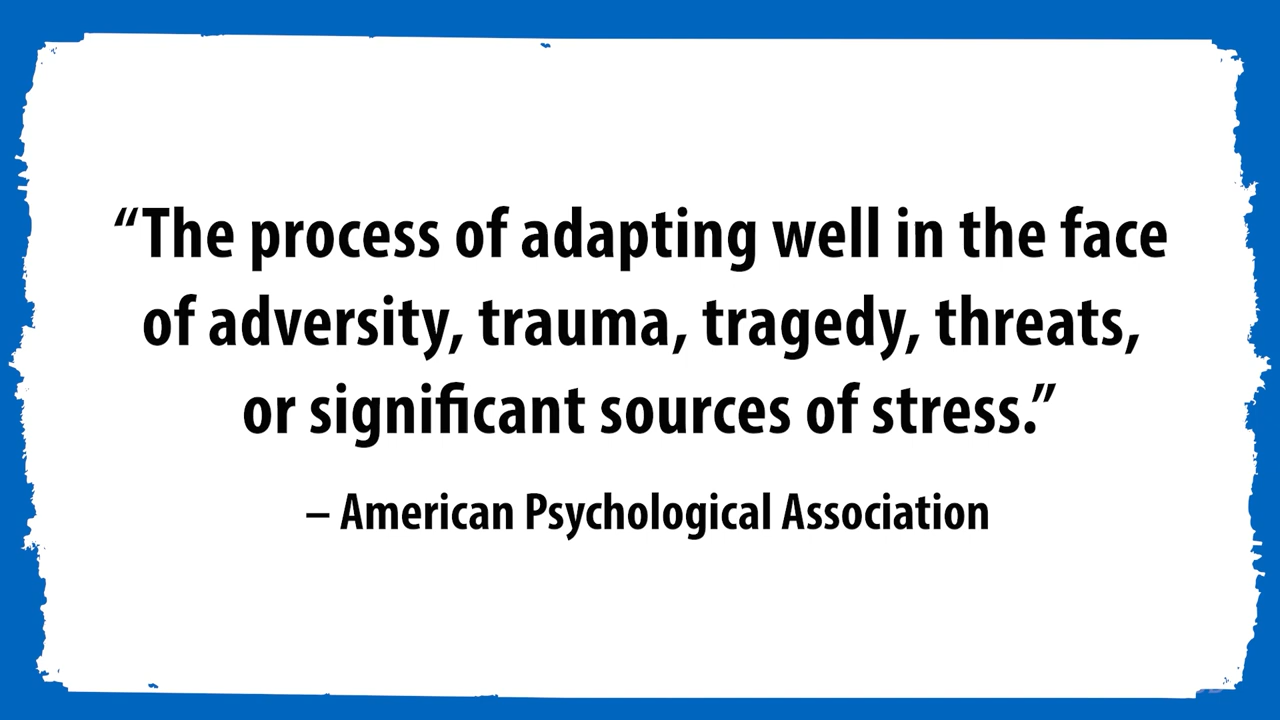 “The process of adapting well in the face
of adversity, trauma, tragedy, threats,
or significant sources of stress.”
– American Psychological Association